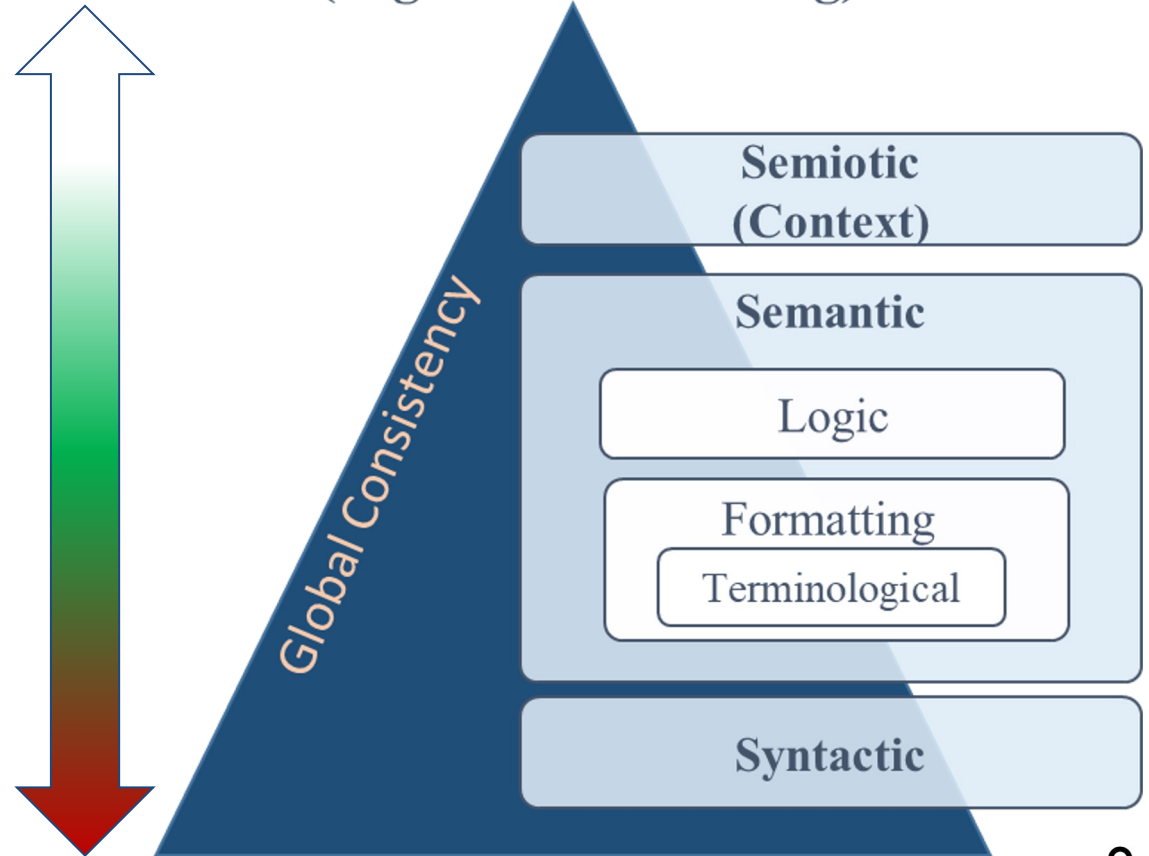 Semiotic
(Context)
Semantic
Logic
Formatting
Terminological
Syntactic
Global Consistency